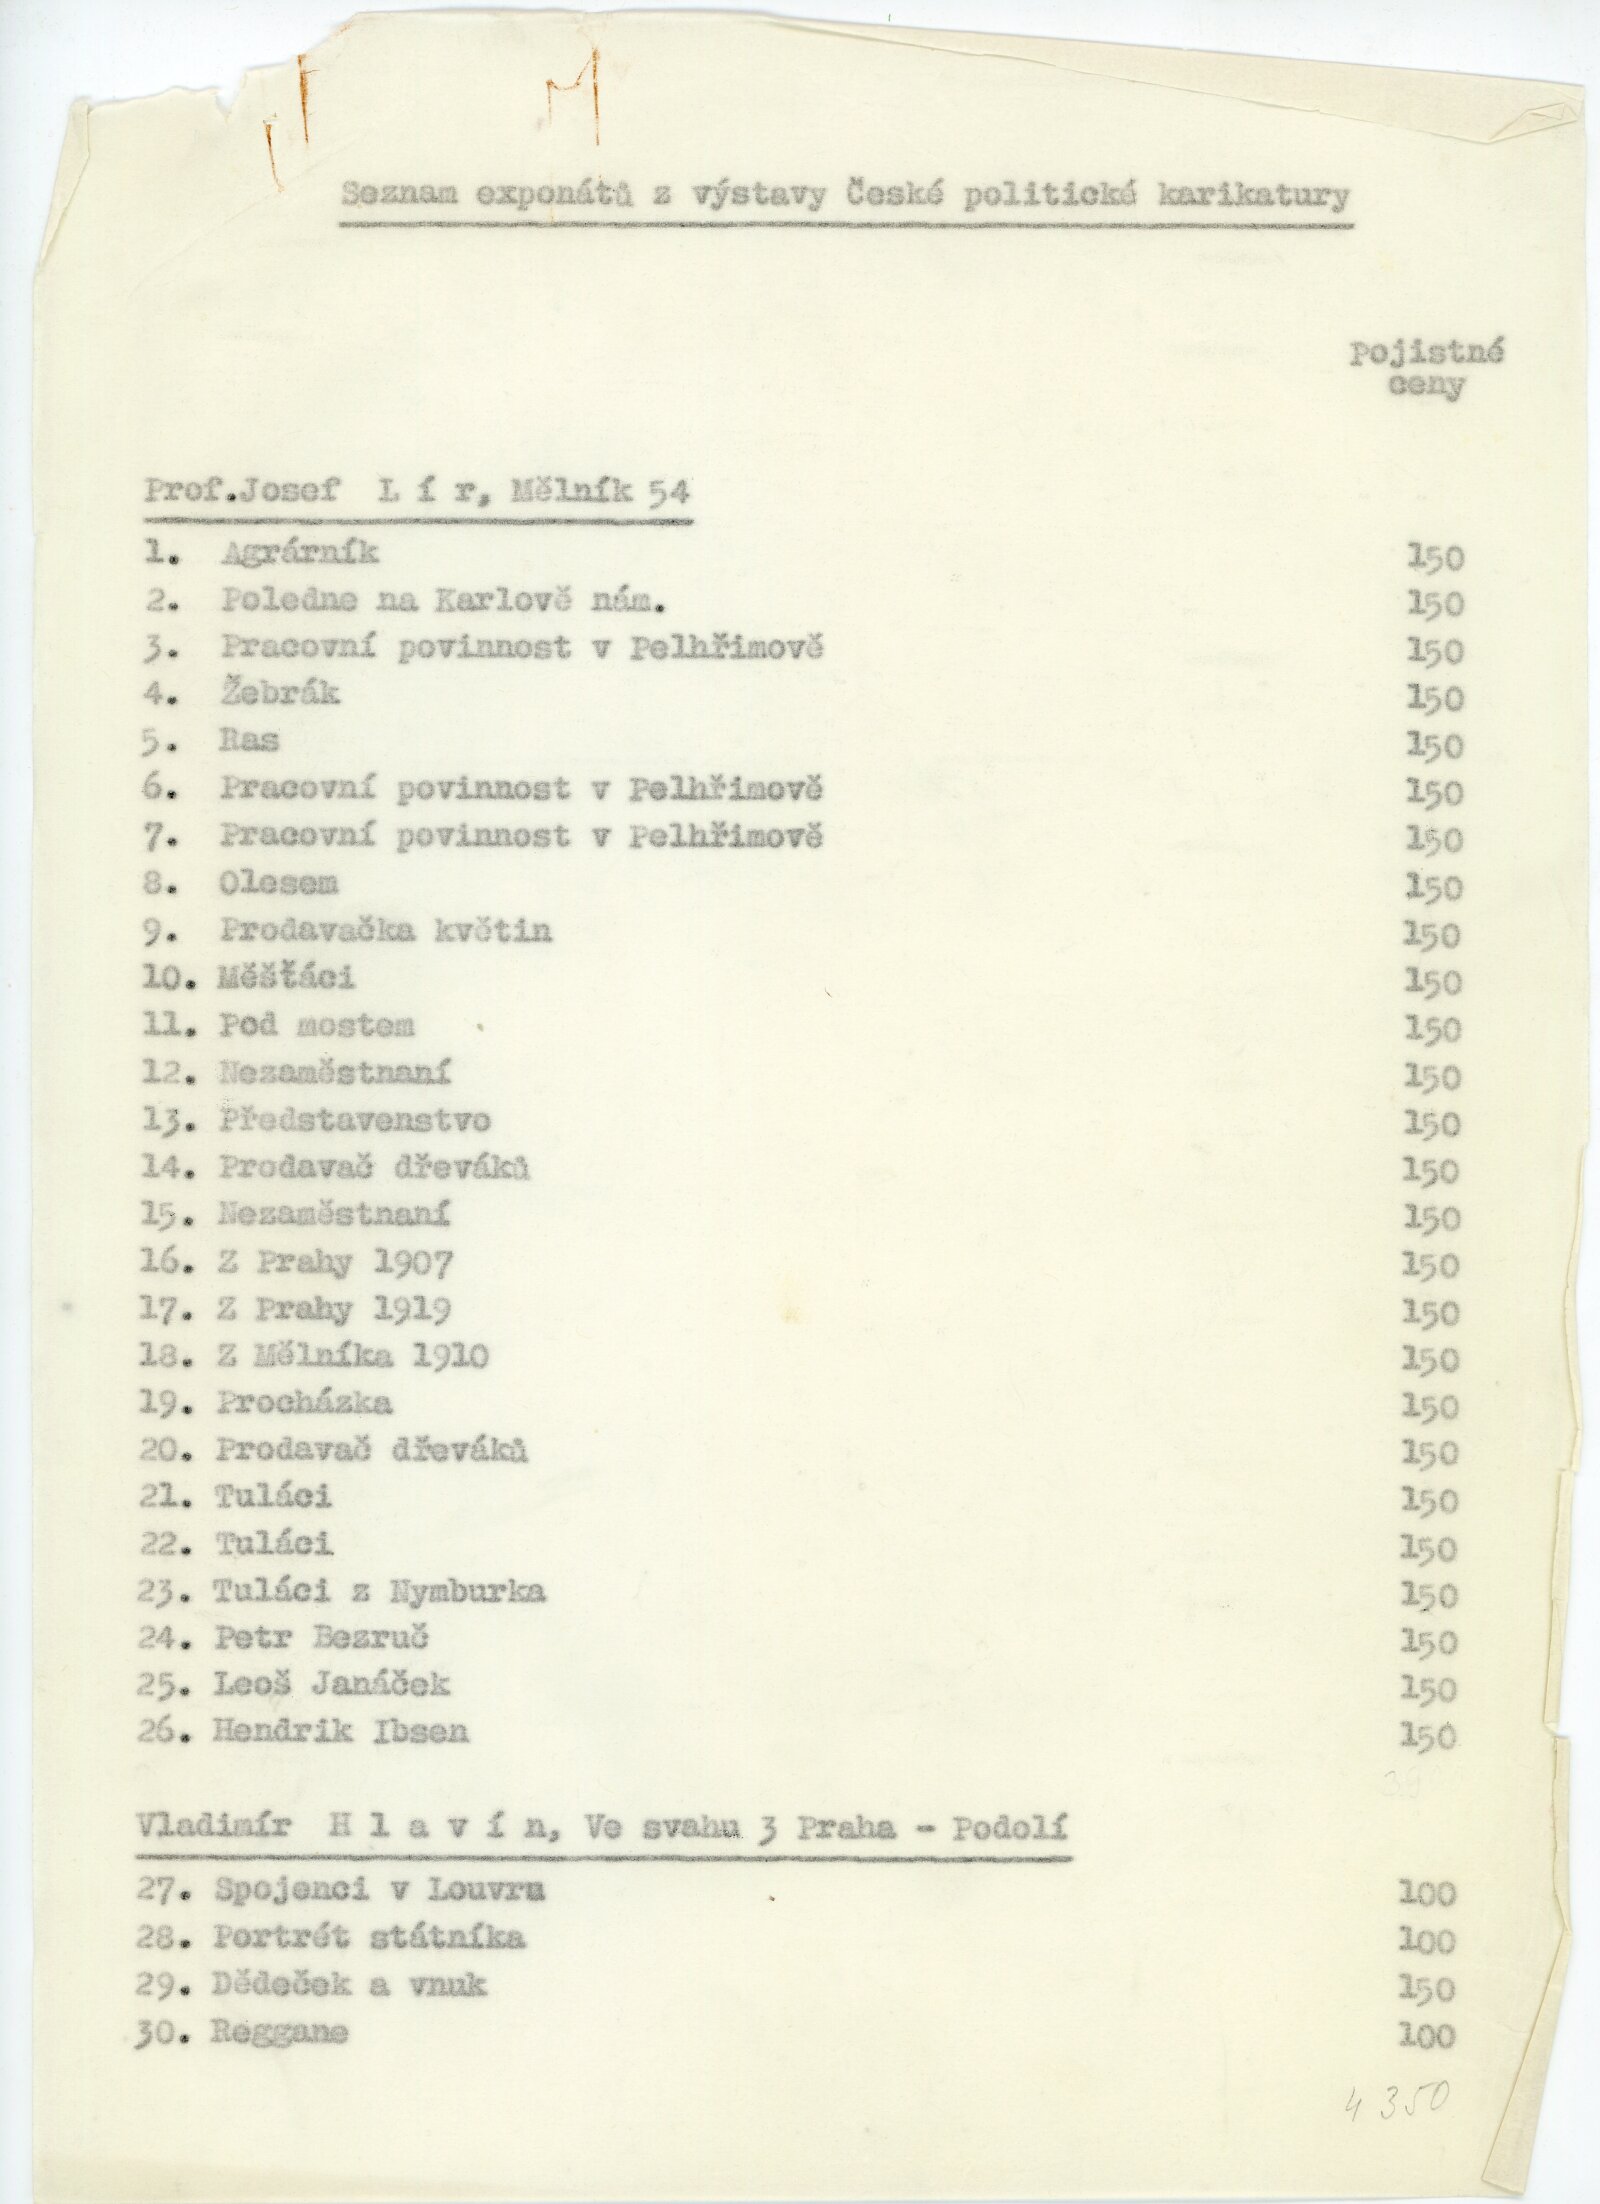 Seznam exponátů z výstavy České politické karikatury
Pojistné
ceny
Prof.Josef L í r, Mělník 54
1. Agrárník 150
2. Poledne na Karlově nám. 150
3. Pracovní povinnost v Pelhřimově 150
4. Žebrák 150
5. Ras 150
6. Pracovní povinnost v Pelhřimově 150
7. Pracovní povinnost v Pelhřimově 150
8. Olesem 150
9. Prodavačka květin 150
10. Měšťáci 150
11. Pod mostem 150
12. Nezaměstnaní 150
13. Představenstvo 150
14. Prodavač dřeváků 150
15. Nezaměstnaní 150
16. Z Prahy 1907 150
17. Z Prahy 1919 150
18. Z Mělníka 1910 150
19. Procházka 150
20. Prodavač dřeváků 150
21. Tuláci 150
22. Tuláci 150
23. Tuláci z Nymburka 150
24. Petr Bezruč 150
25. Leoš Janáček 150
26. Hendrik Ibsen 150
Vladimír H l a v í n, Ve svahu 3 Praha - Podolí
27. Spojenci v Louvru 100
28. Portrét státníka 100
29. Dědeček a vnuk 150
30. Reggane 100
4 350